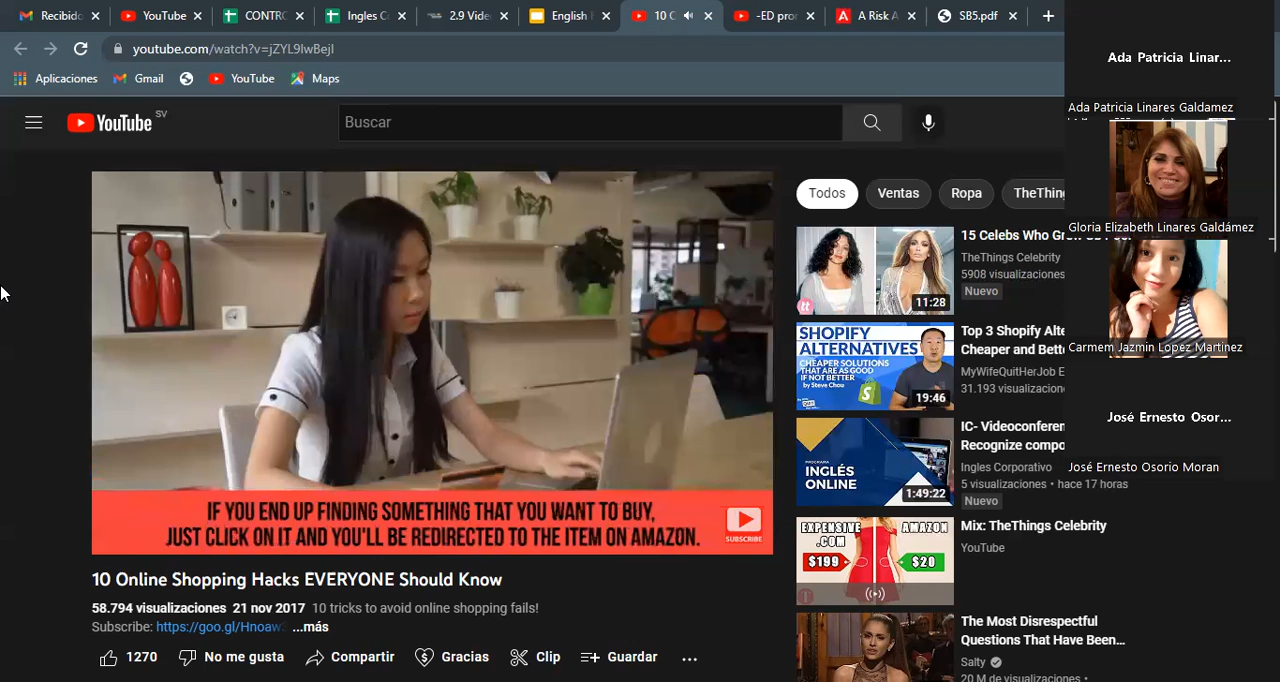 Recibido
YouTube
CONTRO
Ingles C
2.9 Vide
English
10 C
-ED pro
A Risk A
SB5.pdf
youtube.com/watch?v=jZYL9lwBejI
Aplicaciones
Gmail
YouTube
Maps
YouTube SV
Buscar
Todos
Ventas
Ropa
TheThing
IF YOU END UP FINDING SOMETHING THAT YOU WANT TO BUY,
JUST CLICK ON IT AND YOU'LL BE REDIRECTED TO THE ITEM ON AMAZON.
SUBSCRIBE
10 Online Shopping Hacks EVERYONE Should Know
58.794 visualizaciones 21 nov 2017 10 tricks to avoid online shopping fails!
Subscribe: https://goo.gl/Hnoaw ...más
1270
No me gusta
Compartir
Gracias
Clip
Guardar
15 Celebs Who
TheThings Celebrity
5908 visualizaciones
Nuevo
11:28
SHOPIFY
ALTERNATIVES
CHEAPER SOLUTIONS
THAT ARE AS GOOD
IF NOT BETTER
by Steve Chou
19:46
Top 3 Shopify Alte
Cheaper and Bette
MyWifeQuitHerJob E
31.193 visualizacion
PROGRAMA
INGLÉS
ONLINE
1:49:22
IC- Videoconferen
Recognize compo
Ingles Corporativo
5 visualizaciones • hace 17 horas
Nuevo
EXPENSIVE
.COM
$199
AMAZON
$20
Mix: TheThings Celebrity
YouTube
The Most Disrespectful
Questions That Have Been...
Salty
20 M de visualizaciones •
Ada Patricia Linar...
Ada Patricia Linares Galdamez
Gloria Elizabeth Linares Galdámez
Carmem Jazmin Lopez Martinez
José Ernesto Osor...
José Ernesto Osorio Moran